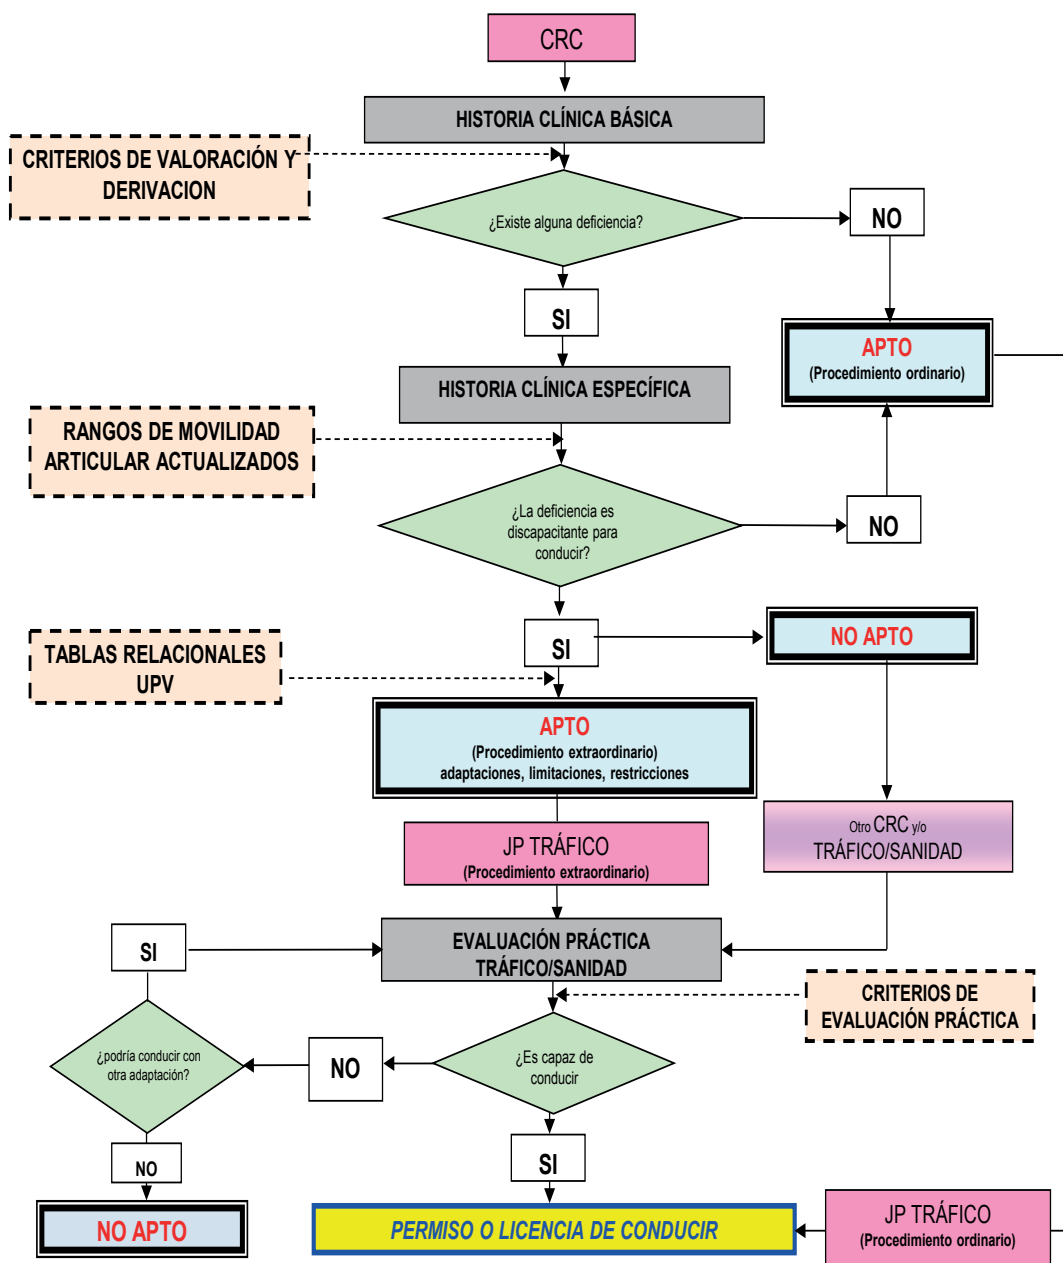 CRC
HISTORIA CLÍNICA BÁSICA
CRITERIOS DE VALORACIÓN Y
DERIVACION
¿Existe alguna deficiencia?
NO
SI
APTO
(Procedimiento ordinario)
HISTORIA CLÍNICA ESPECÍFICA
RANGOS DE MOVILIDAD
ARTICULAR ACTUALIZADOS
¿La deficiencia es
discapacitante para
conducir?
NO
SI
NO APTO
TABLAS RELACIONALES
UPV
APTO
(Procedimiento extraordinario)
adaptaciones, limitaciones, restricciones
Otro CRC y/o
TRÁFICO/SANIDAD
JP TRÁFICO
(Procedimiento extraordinario)
SI
EVALUACIÓN PRÁCTICA
TRÁFICO/SANIDAD
CRITERIOS DE
EVALUACIÓN PRÁCTICA
¿podría conducir con
otra adaptación?
NO
¿Es capaz de
conducir
NO
SI
NO APTO
PERMISO O LICENCIA DE CONDUCIR
JP TRÁFICO
(Procedimiento ordinario)